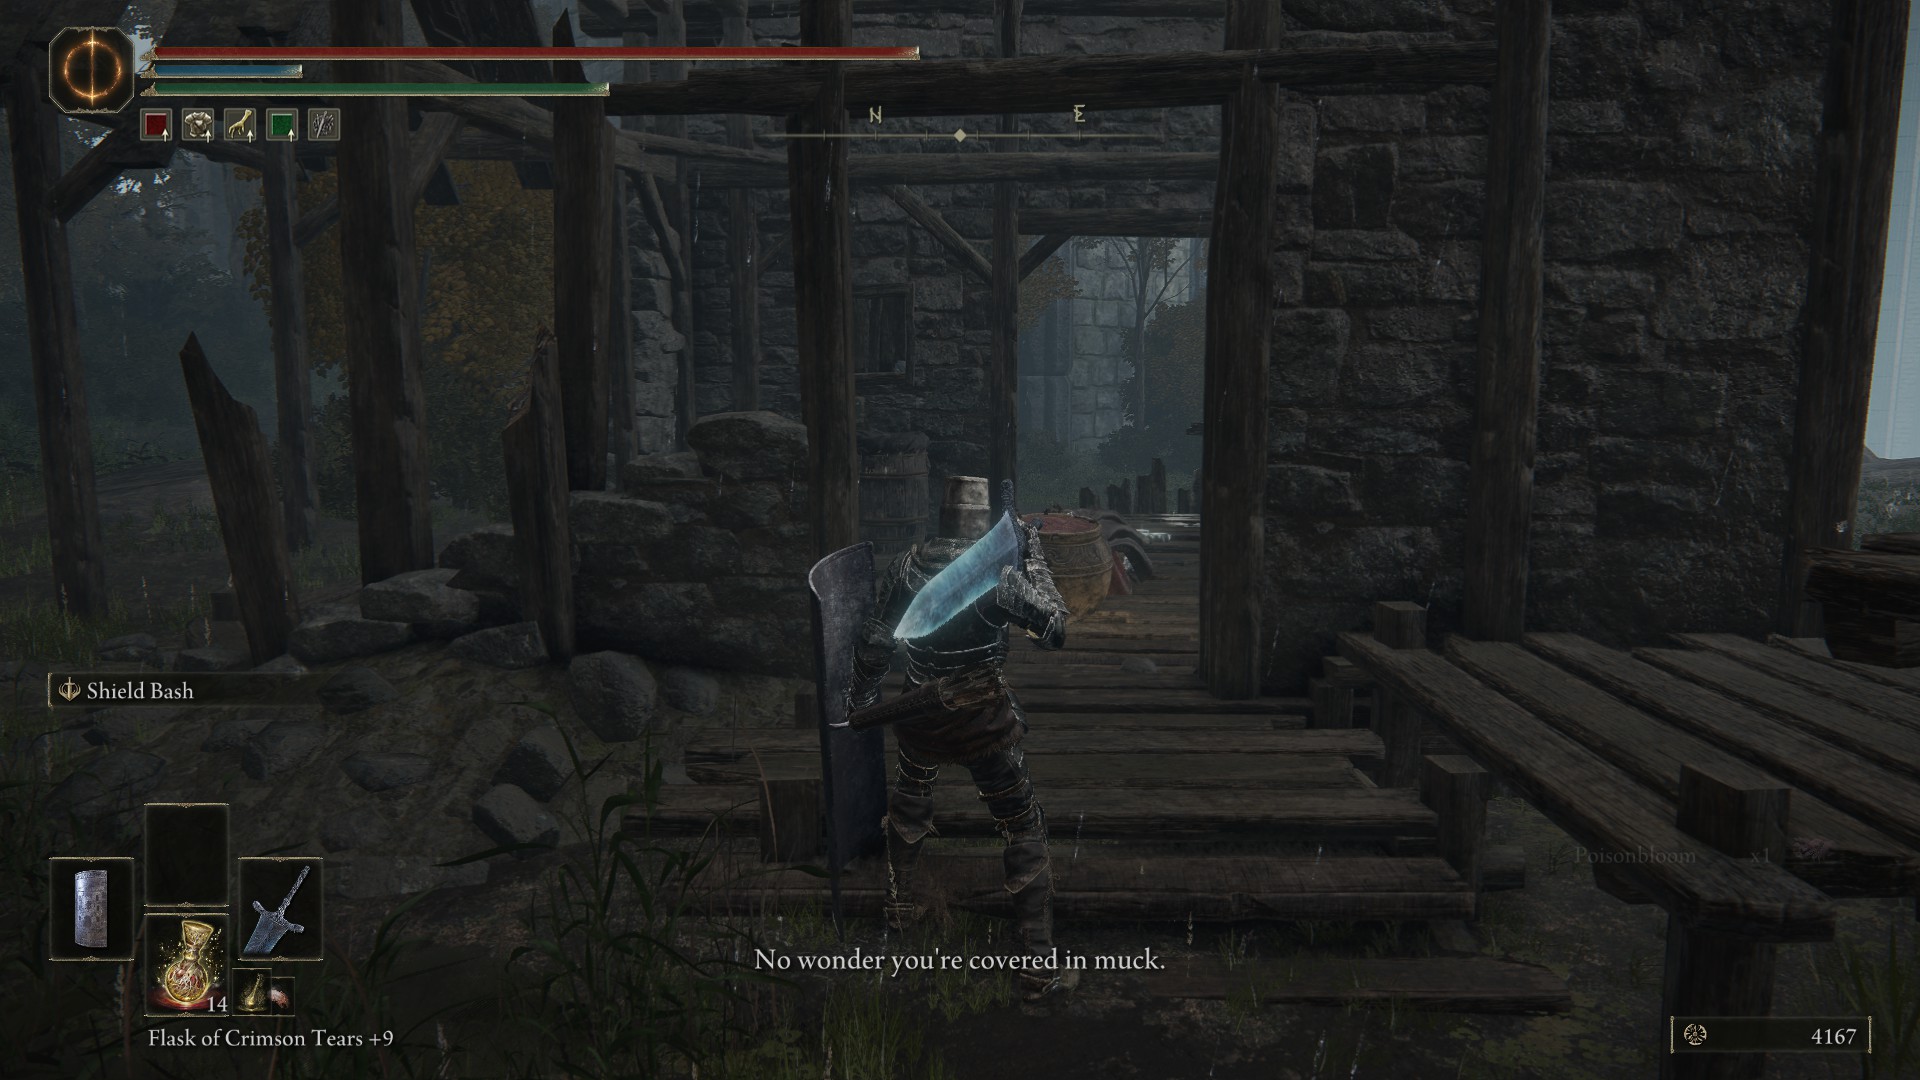 N
E
Shield Bash
Poisonbloom x1
No wonder you're covered in muck.
14
Flask of Crimson Tears +9
4167